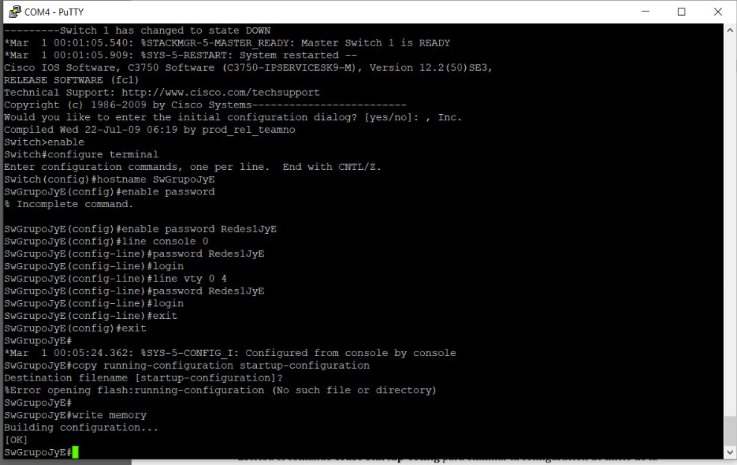 COM4 - PuTTY
---------Switch 1 has changed to state DOWN
*Mar  1 00:01:05.540: %STACKMGR-5-MASTER_READY: Master Switch 1 is READY
*Mar  1 00:01:05.909: %SYS-5-RESTART: System restarted --
Cisco IOS Software, C3750 Software (C3750-IPSERVICESK9-M), Version 12.2(50)SE3,
RELEASE SOFTWARE (fc1)
Technical Support: http://www.cisco.com/techsupport
Copyright (c) 1986-2009 by Cisco Systems--------------------------
Would you like to enter the initial configuration dialog? [yes/no]: , Inc.
Compiled Wed 22-Jul-09 06:19 by prod_rel_teamno
Switch>enable
Switch#configure terminal
Enter configuration commands, one per line.  End with CNTL/Z.
Switch(config)#hostname SwGrupoJyE
SwGrupoJyE(config)#enable password
% Incomplete command.

SwGrupoJyE(config)#enable password Redes1JyE
SwGrupoJyE(config)#line console 0
SwGrupoJyE(config-line)#password Redes1JyE
SwGrupoJyE(config-line)#login
SwGrupoJyE(config-line)#line vty 0 4
SwGrupoJyE(config-line)#password Redes1JyE
SwGrupoJyE(config-line)#login
SwGrupoJyE(config-line)#exit
SwGrupoJyE(config)#exit
SwGrupoJyE#
*Mar  1 00:05:24.362: %SYS-5-CONFIG_I: Configured from console by console
SwGrupoJyE#copy running-configuration startup-configuration
Destination filename [startup-configuration]?
%Error opening flash:running-configuration (No such file or directory)
SwGrupoJyE#
SwGrupoJyE#write memory
Building configuration...
[OK]
SwGrupoJyE#